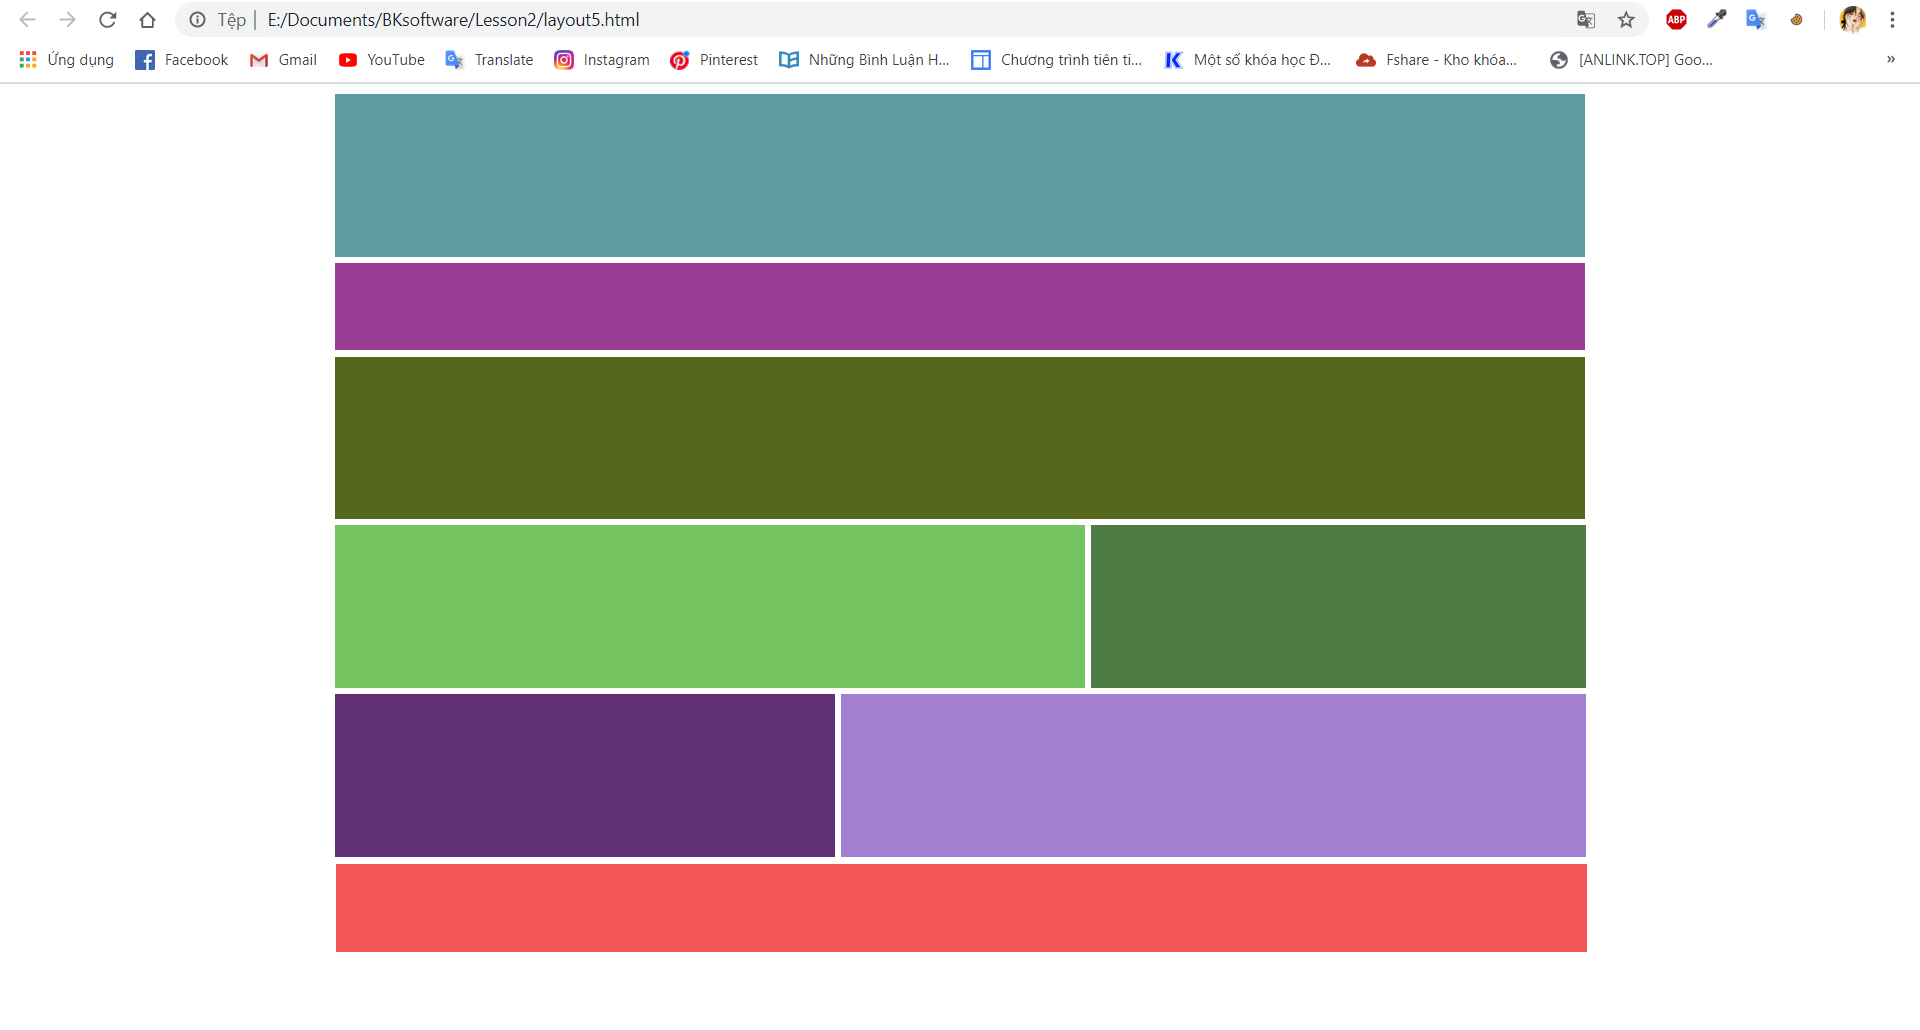 Tệp | E:/Documents/BKsoftware/Lesson2/layout5.html
ABP
Ứng dụng Facebook Gmail YouTube Translate Instagram Pinterest Những Bình Luận H... Chương trình tiên ti... Một số khóa học Đ... Fshare - Kho khóa... [ANLINK.TOP] Goo... »